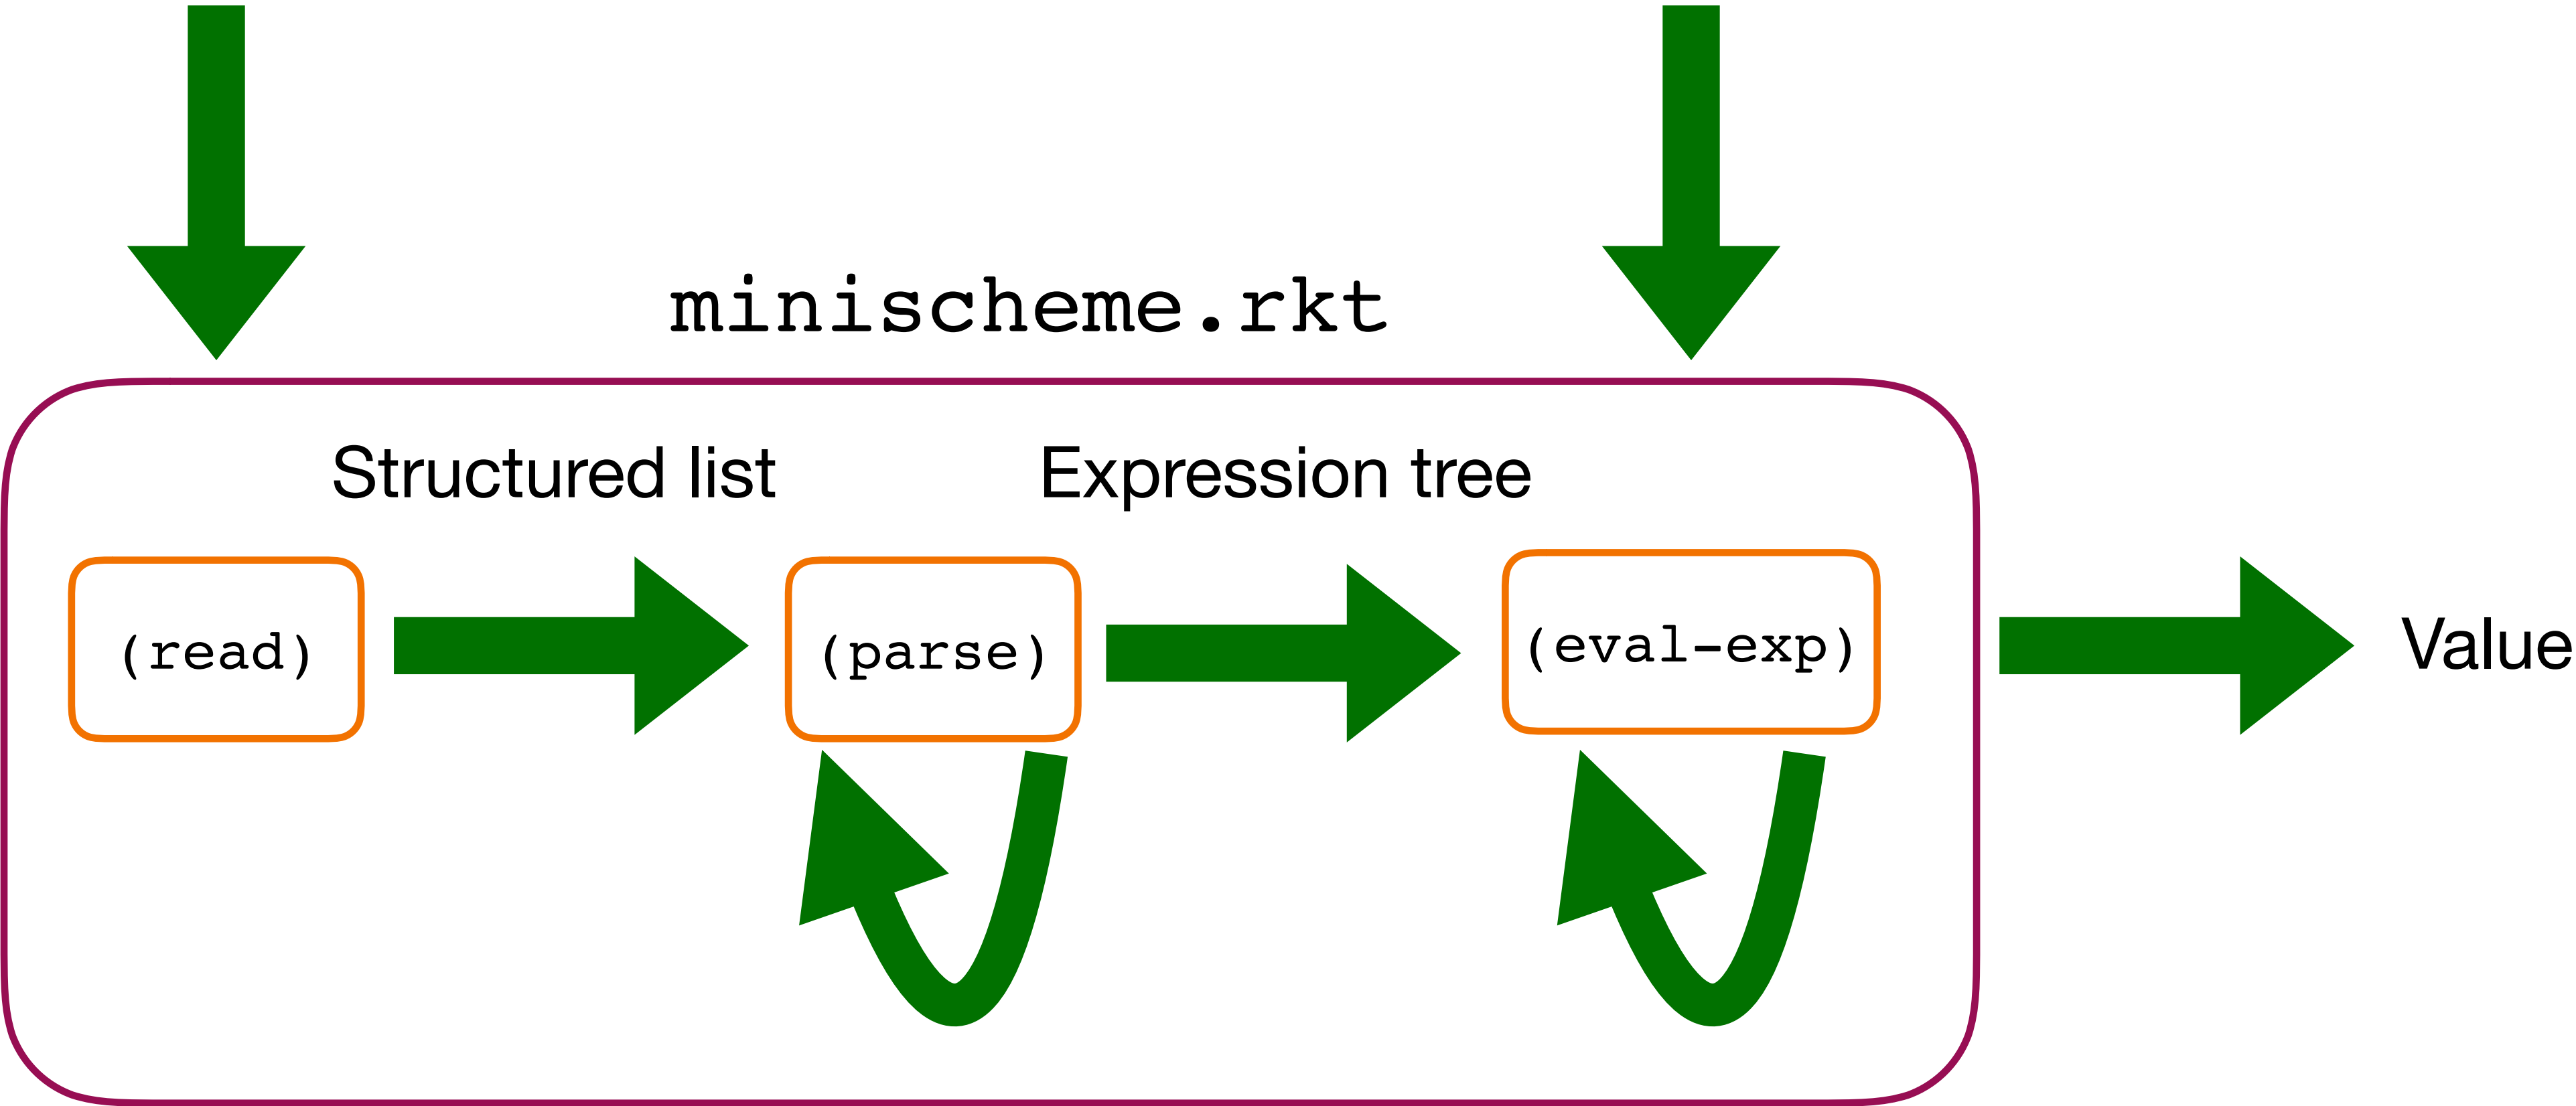 minischeme.rkt
Structured list
Expression tree
(read)
(parse)
(eval-exp)
Value